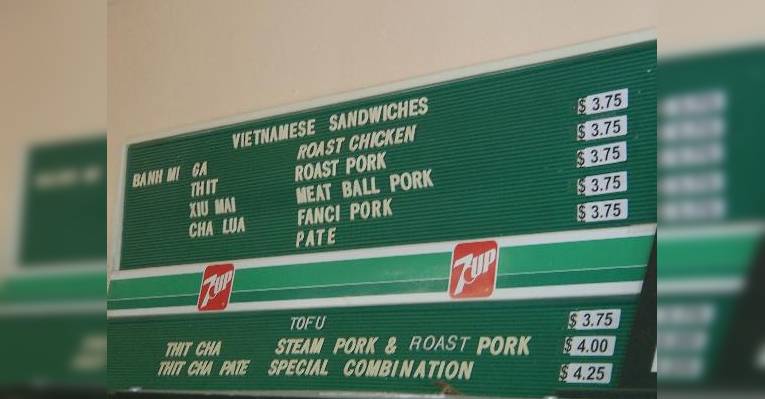 VIETNAMESE SANDWICHES
BANH MI GA ROAST CHICKEN $ 3.75
THIT ROAST PORK $ 3.75
XIU MAI MEAT BALL PORK $ 3.75
CHA LUA FANCI PORK $ 3.75
PATE $ 3.75
7UP 7UP
TOFU $ 3.75
THIT CHA STEAM PORK & ROAST PORK $ 4.00
THIT CHA PATE SPECIAL COMBINATION $ 4.25